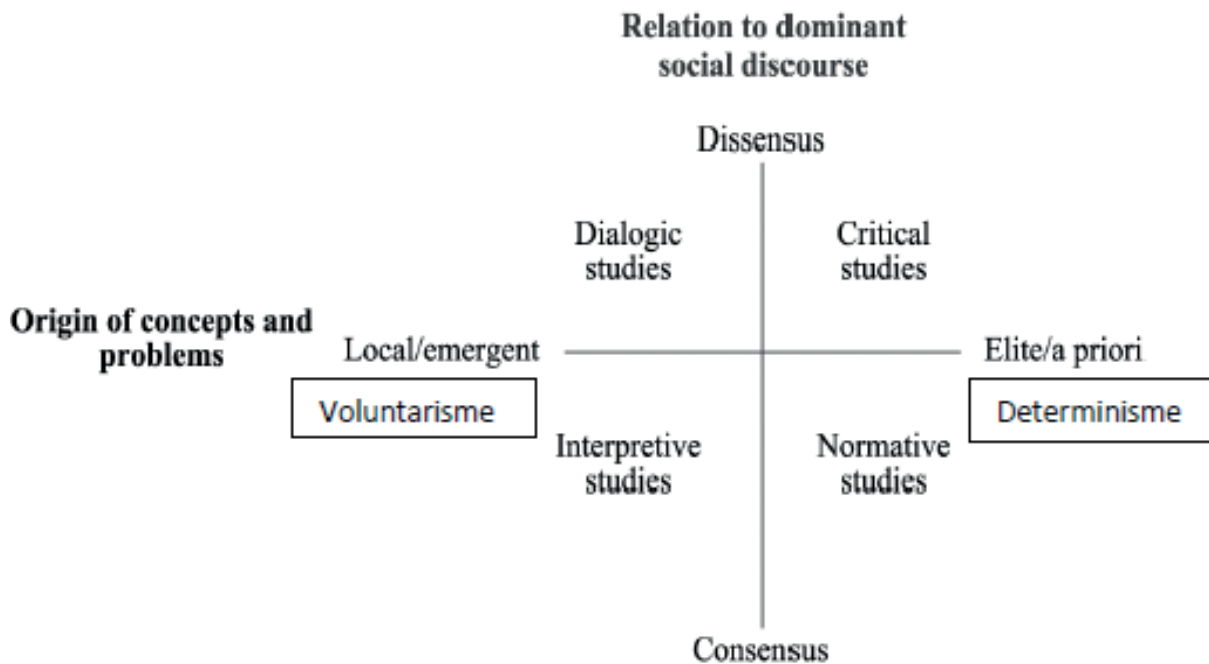 Relation to dominant
social discourse
Dissensus
Dialogic
studies
Critical
studies
Origin of concepts and
problems
Local/emergent
Elite/a priori
Voluntarisme
Determinisme
Interpretive
studies
Normative
studies
Consensus